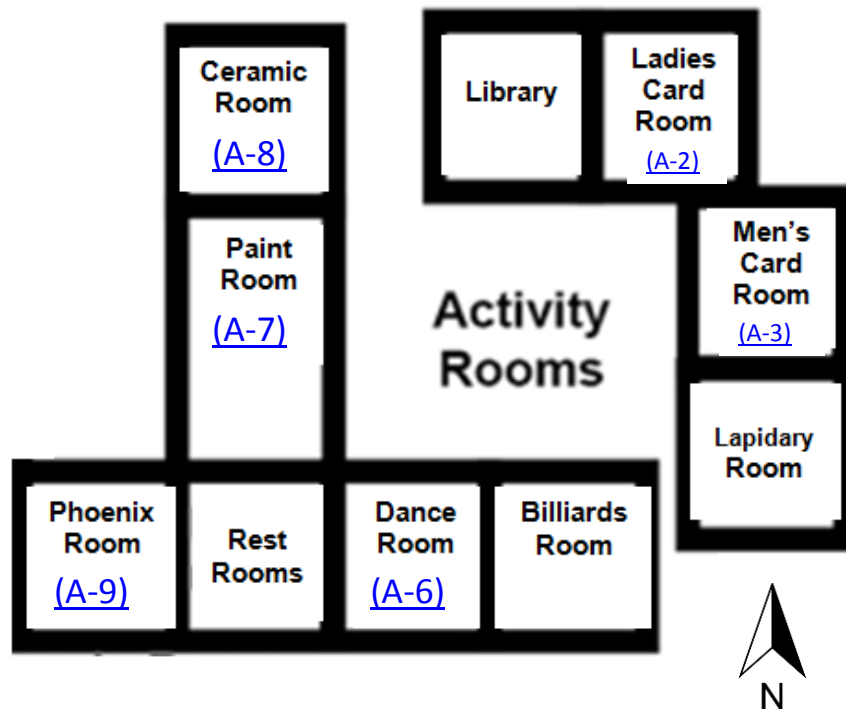 Ceramic
Room
(A-8)
Library
Ladies
Card
Room
(A-2)
Paint
Room
(A-7)
Activity
Rooms
Men's
Card
Room
(A-3)
Lapidary
Room
Phoenix
Room
(A-9)
Rest
Rooms
Dance
Room
(A-6)
Billiards
Room
N